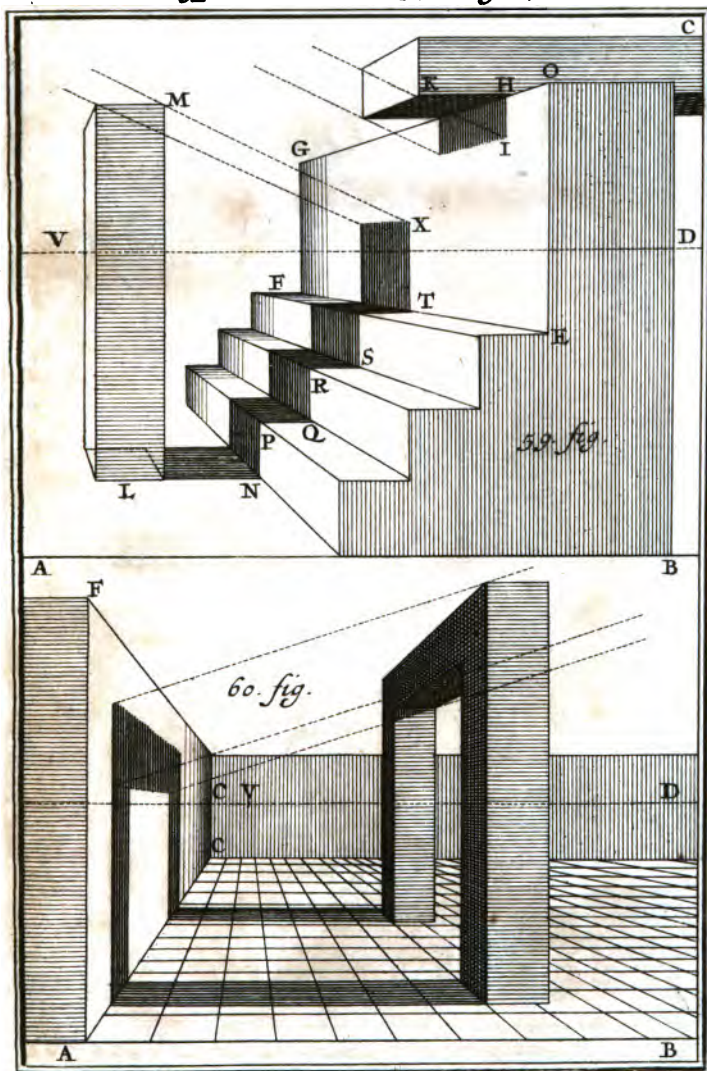 C
K H O
M
G I
V X D
F T E
S
R
P Q 59. fig.
L N
A B
F
60. fig.
C V D
C
A B